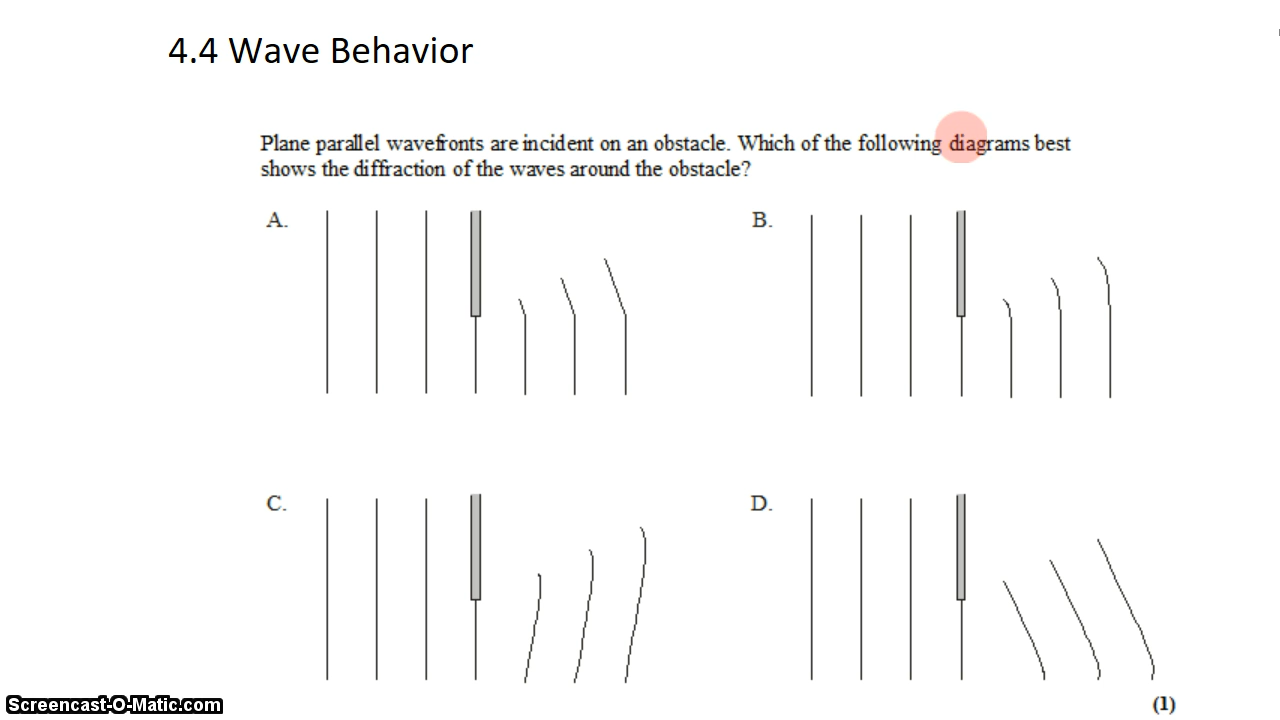 4.4 Wave Behavior
Plane parallel wavefronts are incident on an obstacle. Which of the following diagrams best
shows the diffraction of the waves around the obstacle?
A.
B.
C.
D.
(1)
Screencast-O-Matic.com